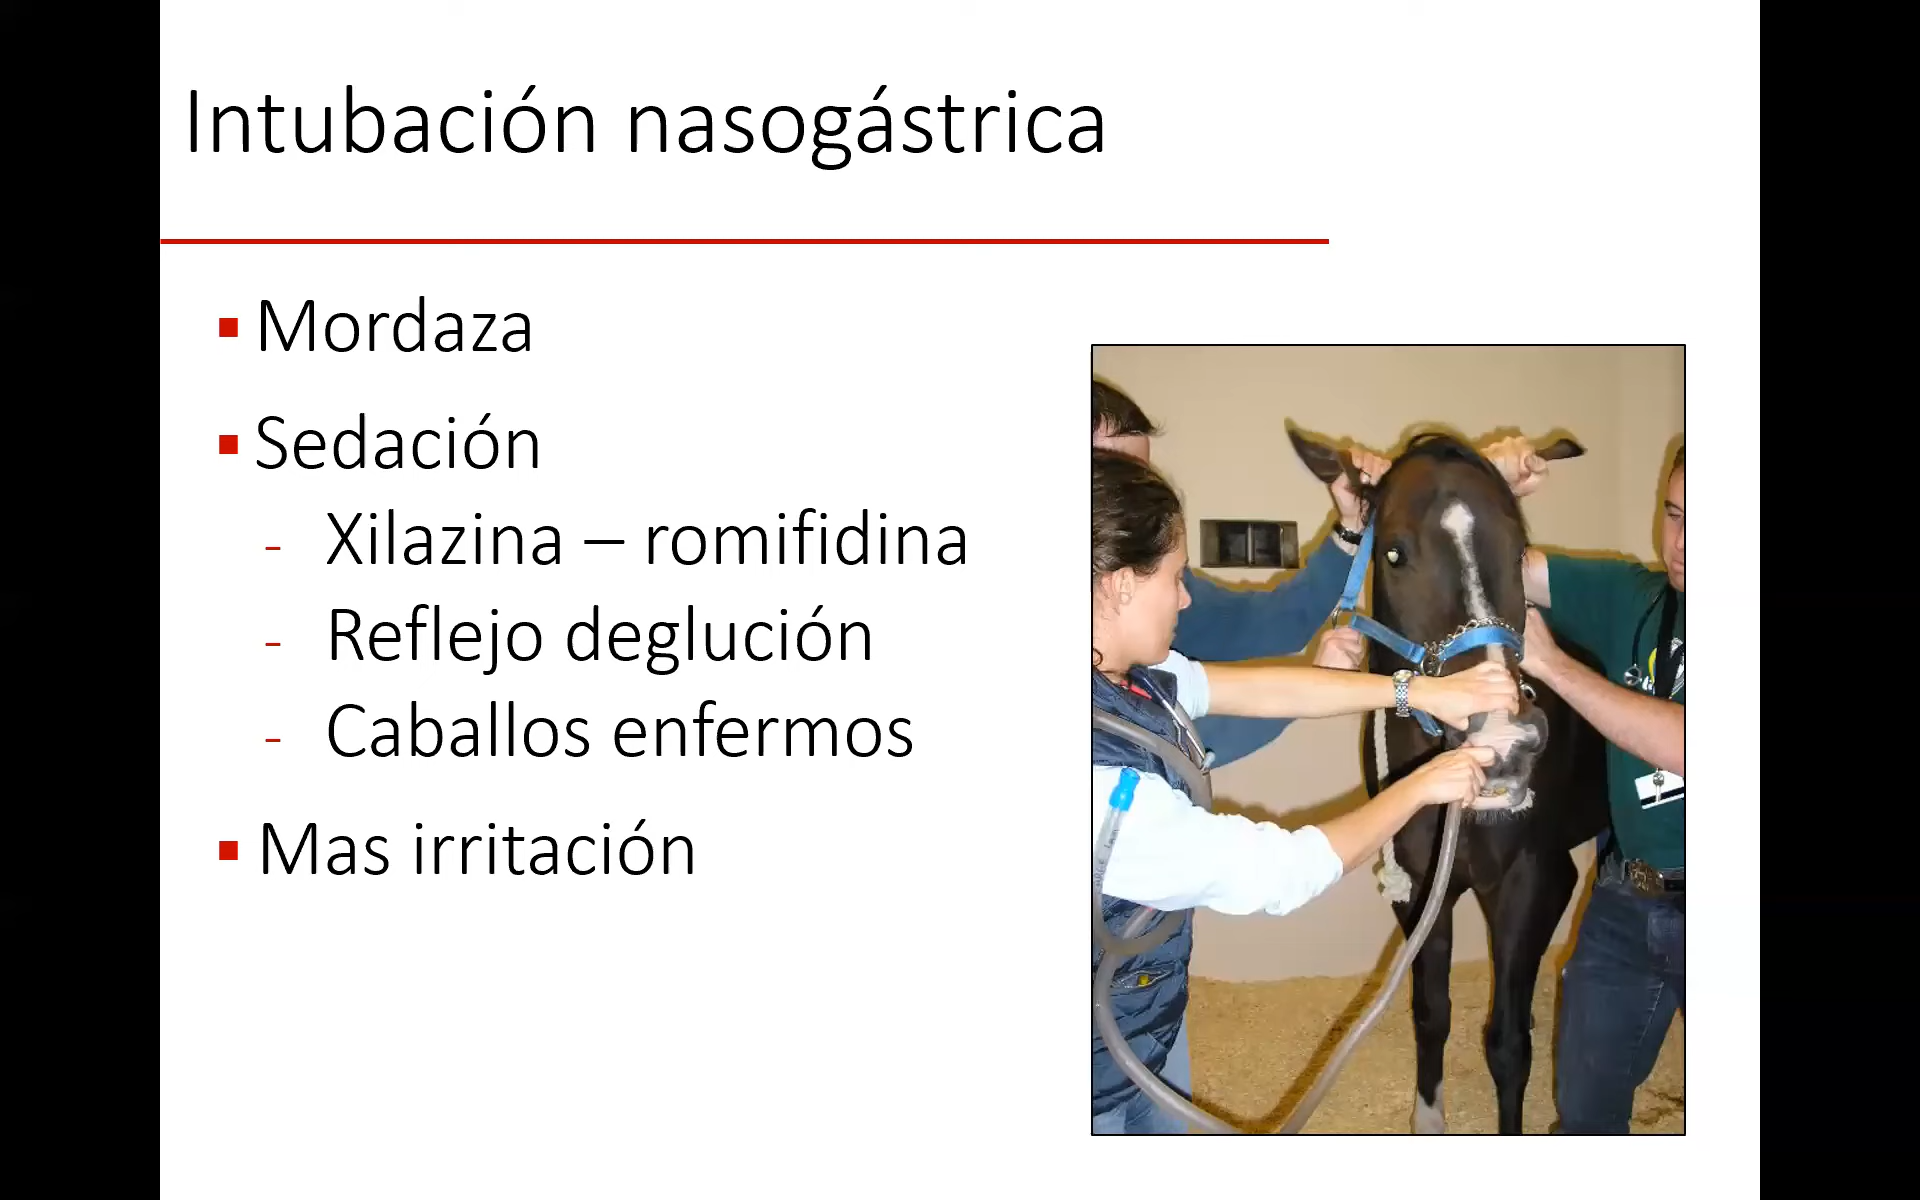 Intubación nasogástrica
▪ Mordaza
▪ Sedación
- Xilazina – romifidina
- Reflejo deglución
- Caballos enfermos
▪ Mas irritación